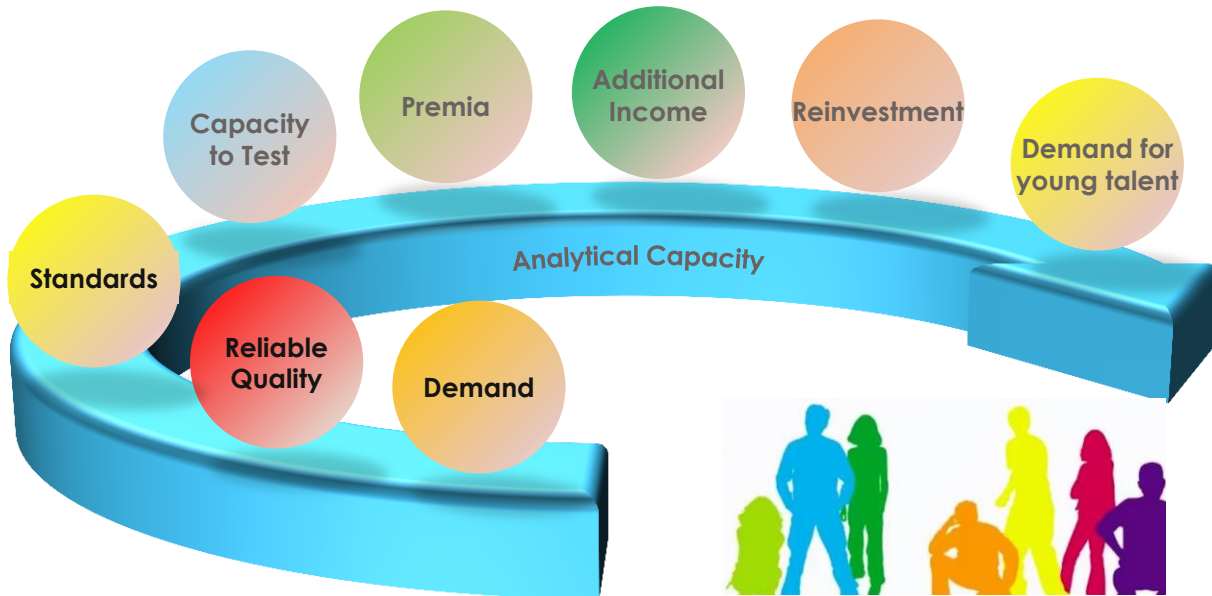 Additional
Income
Premia
Reinvestment
Capacity
to Test
Demand for
young talent
Analytical Capacity
Standards
Reliable
Quality
Demand